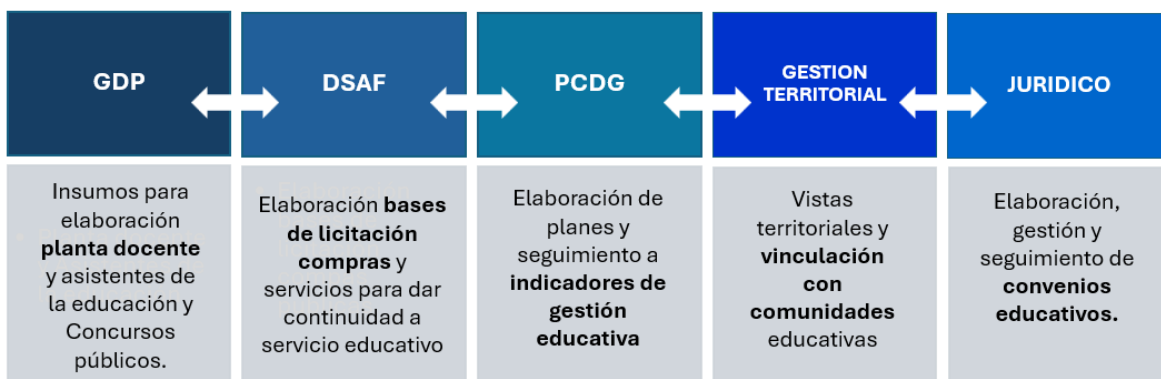 GDP
Insumos para
elaboración
planta docente
y asistentes de
la educación y
Concursos
públicos.
DSAF
Elaboración bases
de licitación
compras y
servicios para dar
continuidad a
servicio educativo
PCDG
Elaboración de
planes y
seguimiento a
indicadores de
gestión
educativa
GESTION
TERRITORIAL
Vistas
territoriales y
vinculación
con
comunidades
educativas
JURIDICO
Elaboración,
gestión y
seguimiento de
convenios
educativos.